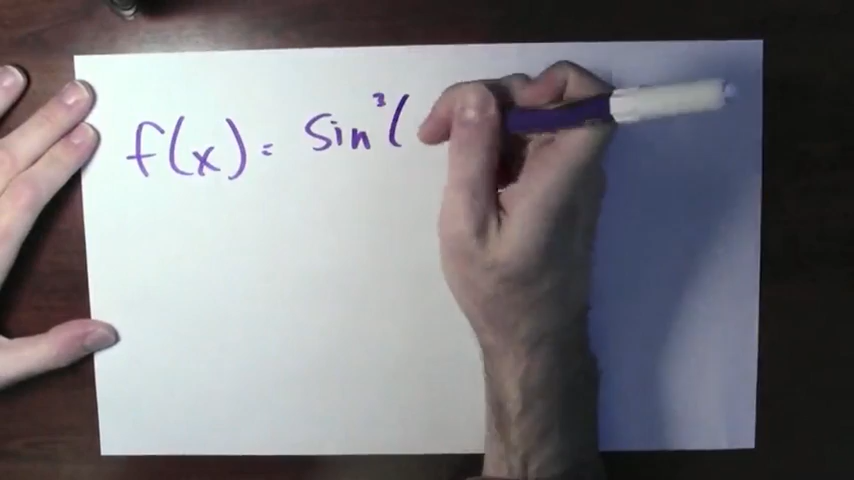 f(x) = sin³(